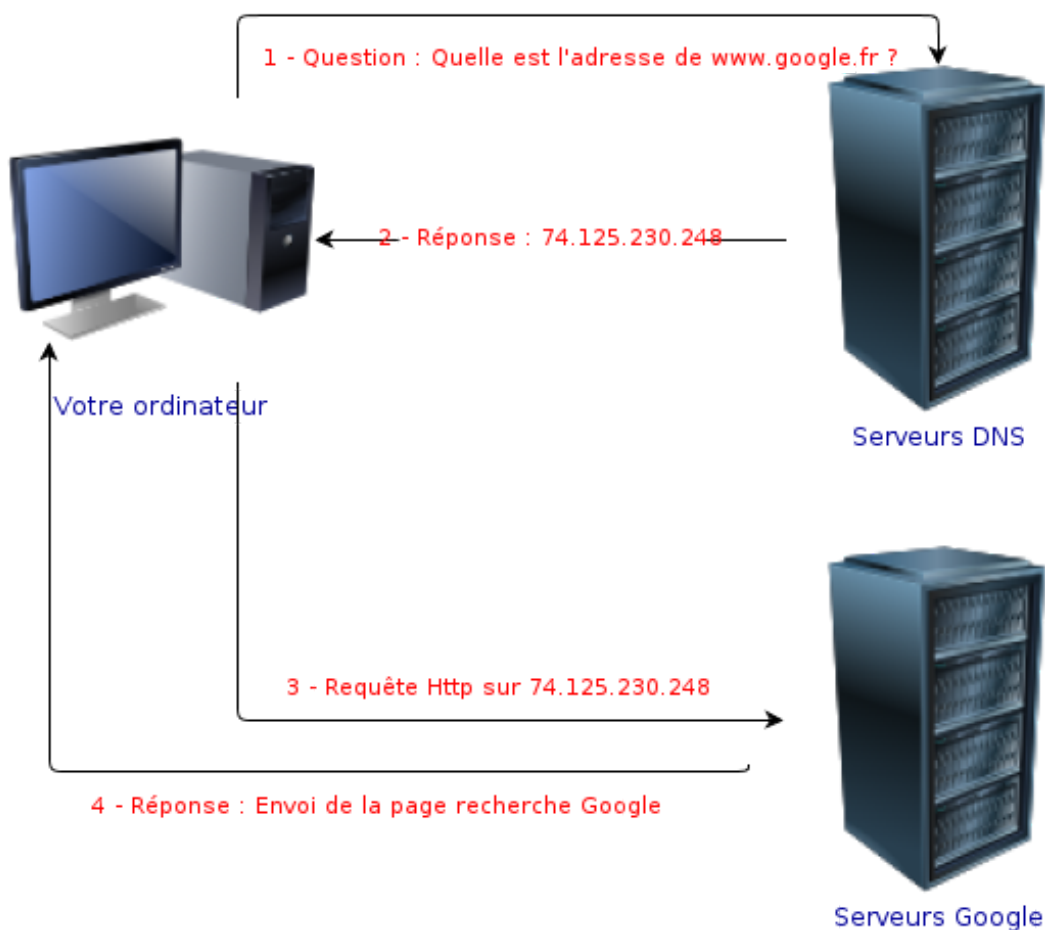 1 - Question : Quelle est l'adresse de www.google.fr ?
2 - Réponse : 74.125.230.248
Votre ordinateur
Serveurs DNS
3 - Requête Http sur 74.125.230.248
4 - Réponse : Envoi de la page recherche Google
Serveurs Google